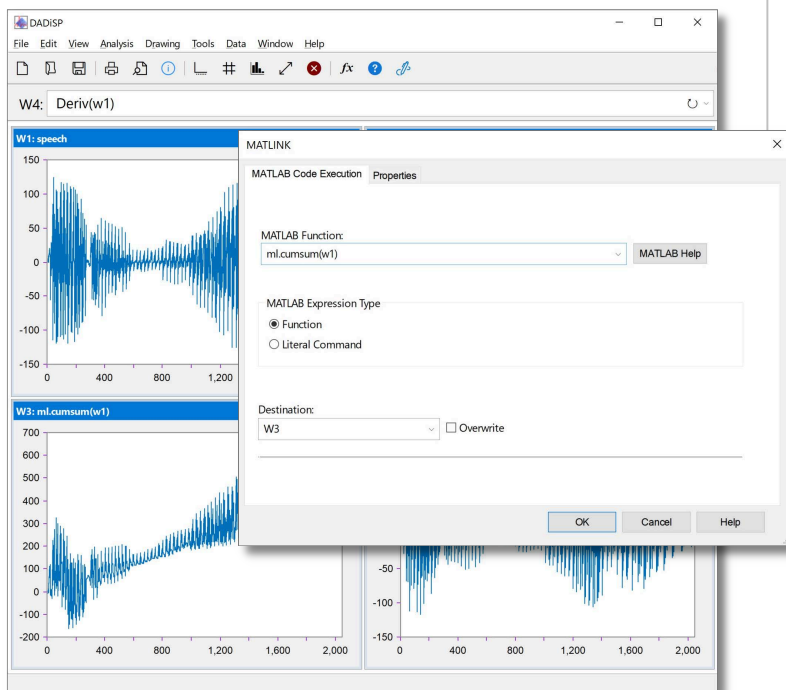 DADiSP
File Edit View Analysis Drawing Tools Data Window Help
fx
W4: Deriv(w1)
W1: speech
150
100
50
0
-50
-100
-150
0 400 800 1,200
MATLINK
MATLAB Code Execution Properties
MATLAB Function:
ml.cumsum(w1)
MATLAB Help
MATLAB Expression Type
Function
Literal Command
Destination:
W3
Overwrite
OK Cancel Help
W3: ml.cumsum(w1)
700
600
500
400
300
200
100
0
-100
-200
0 400 800 1,200 1,600 2,000
-50
-100
-150
0 400 800 1,200 1,600 2,000